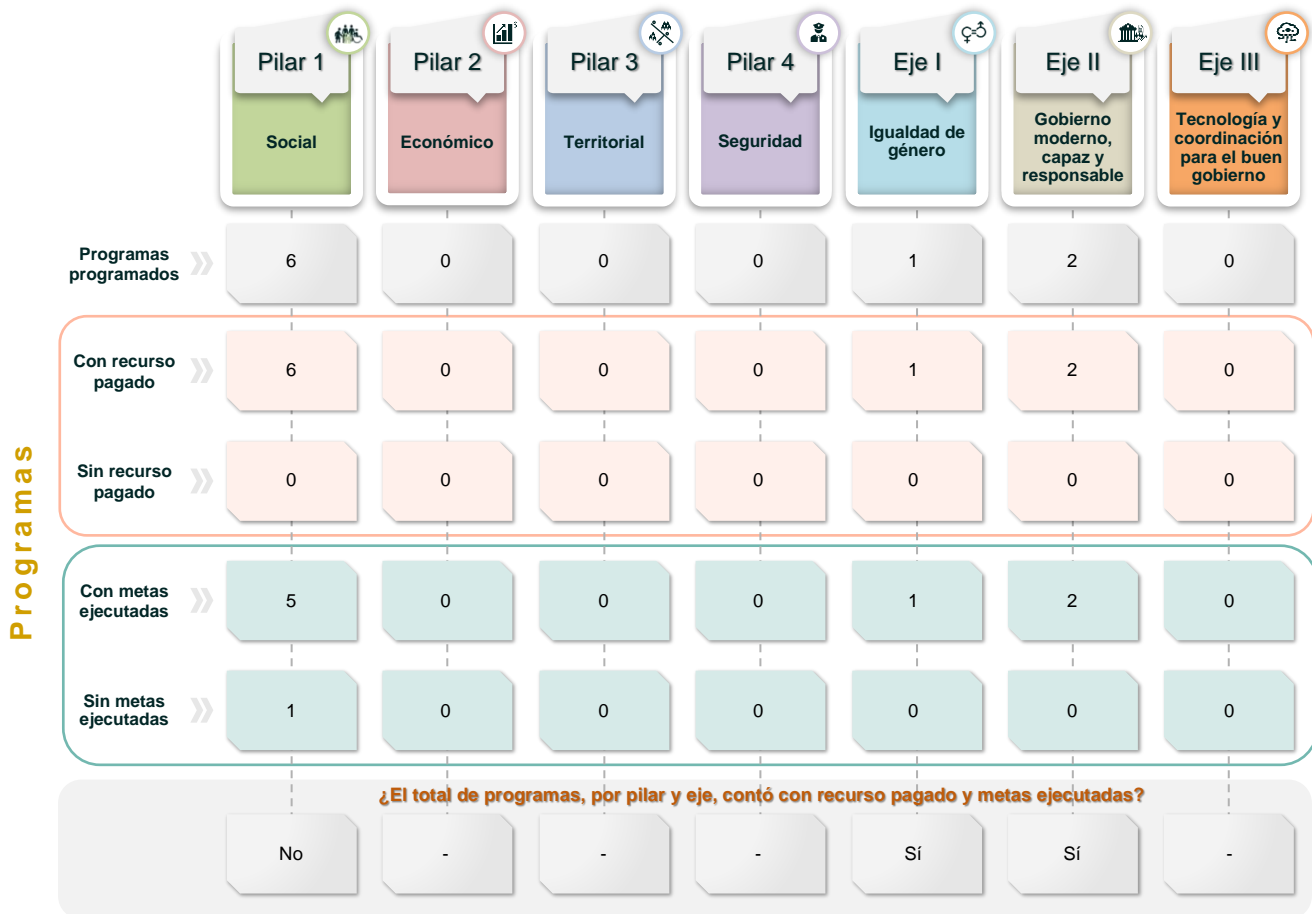 Pilar 1
Pilar 2
Pilar 3
Pilar 4
Eje I
Eje II
Eje III
Social
Económico
Territorial
Seguridad
Igualdad de
género
Gobierno
moderno,
capaz y
responsable
Tecnología y
coordinación
para el buen
gobierno
Programas
Programas
programados
6
0
0
0
1
2
0
Con recurso
pagado
6
0
0
0
1
2
0
Sin recurso
pagado
0
0
0
0
0
0
0
Con metas
ejecutadas
5
0
0
0
1
2
0
Sin metas
ejecutadas
1
0
0
0
0
0
0
¿El total de programas, por pilar y eje, contó con recurso pagado y metas ejecutadas?
No
-
-
-
Sí
Sí
-